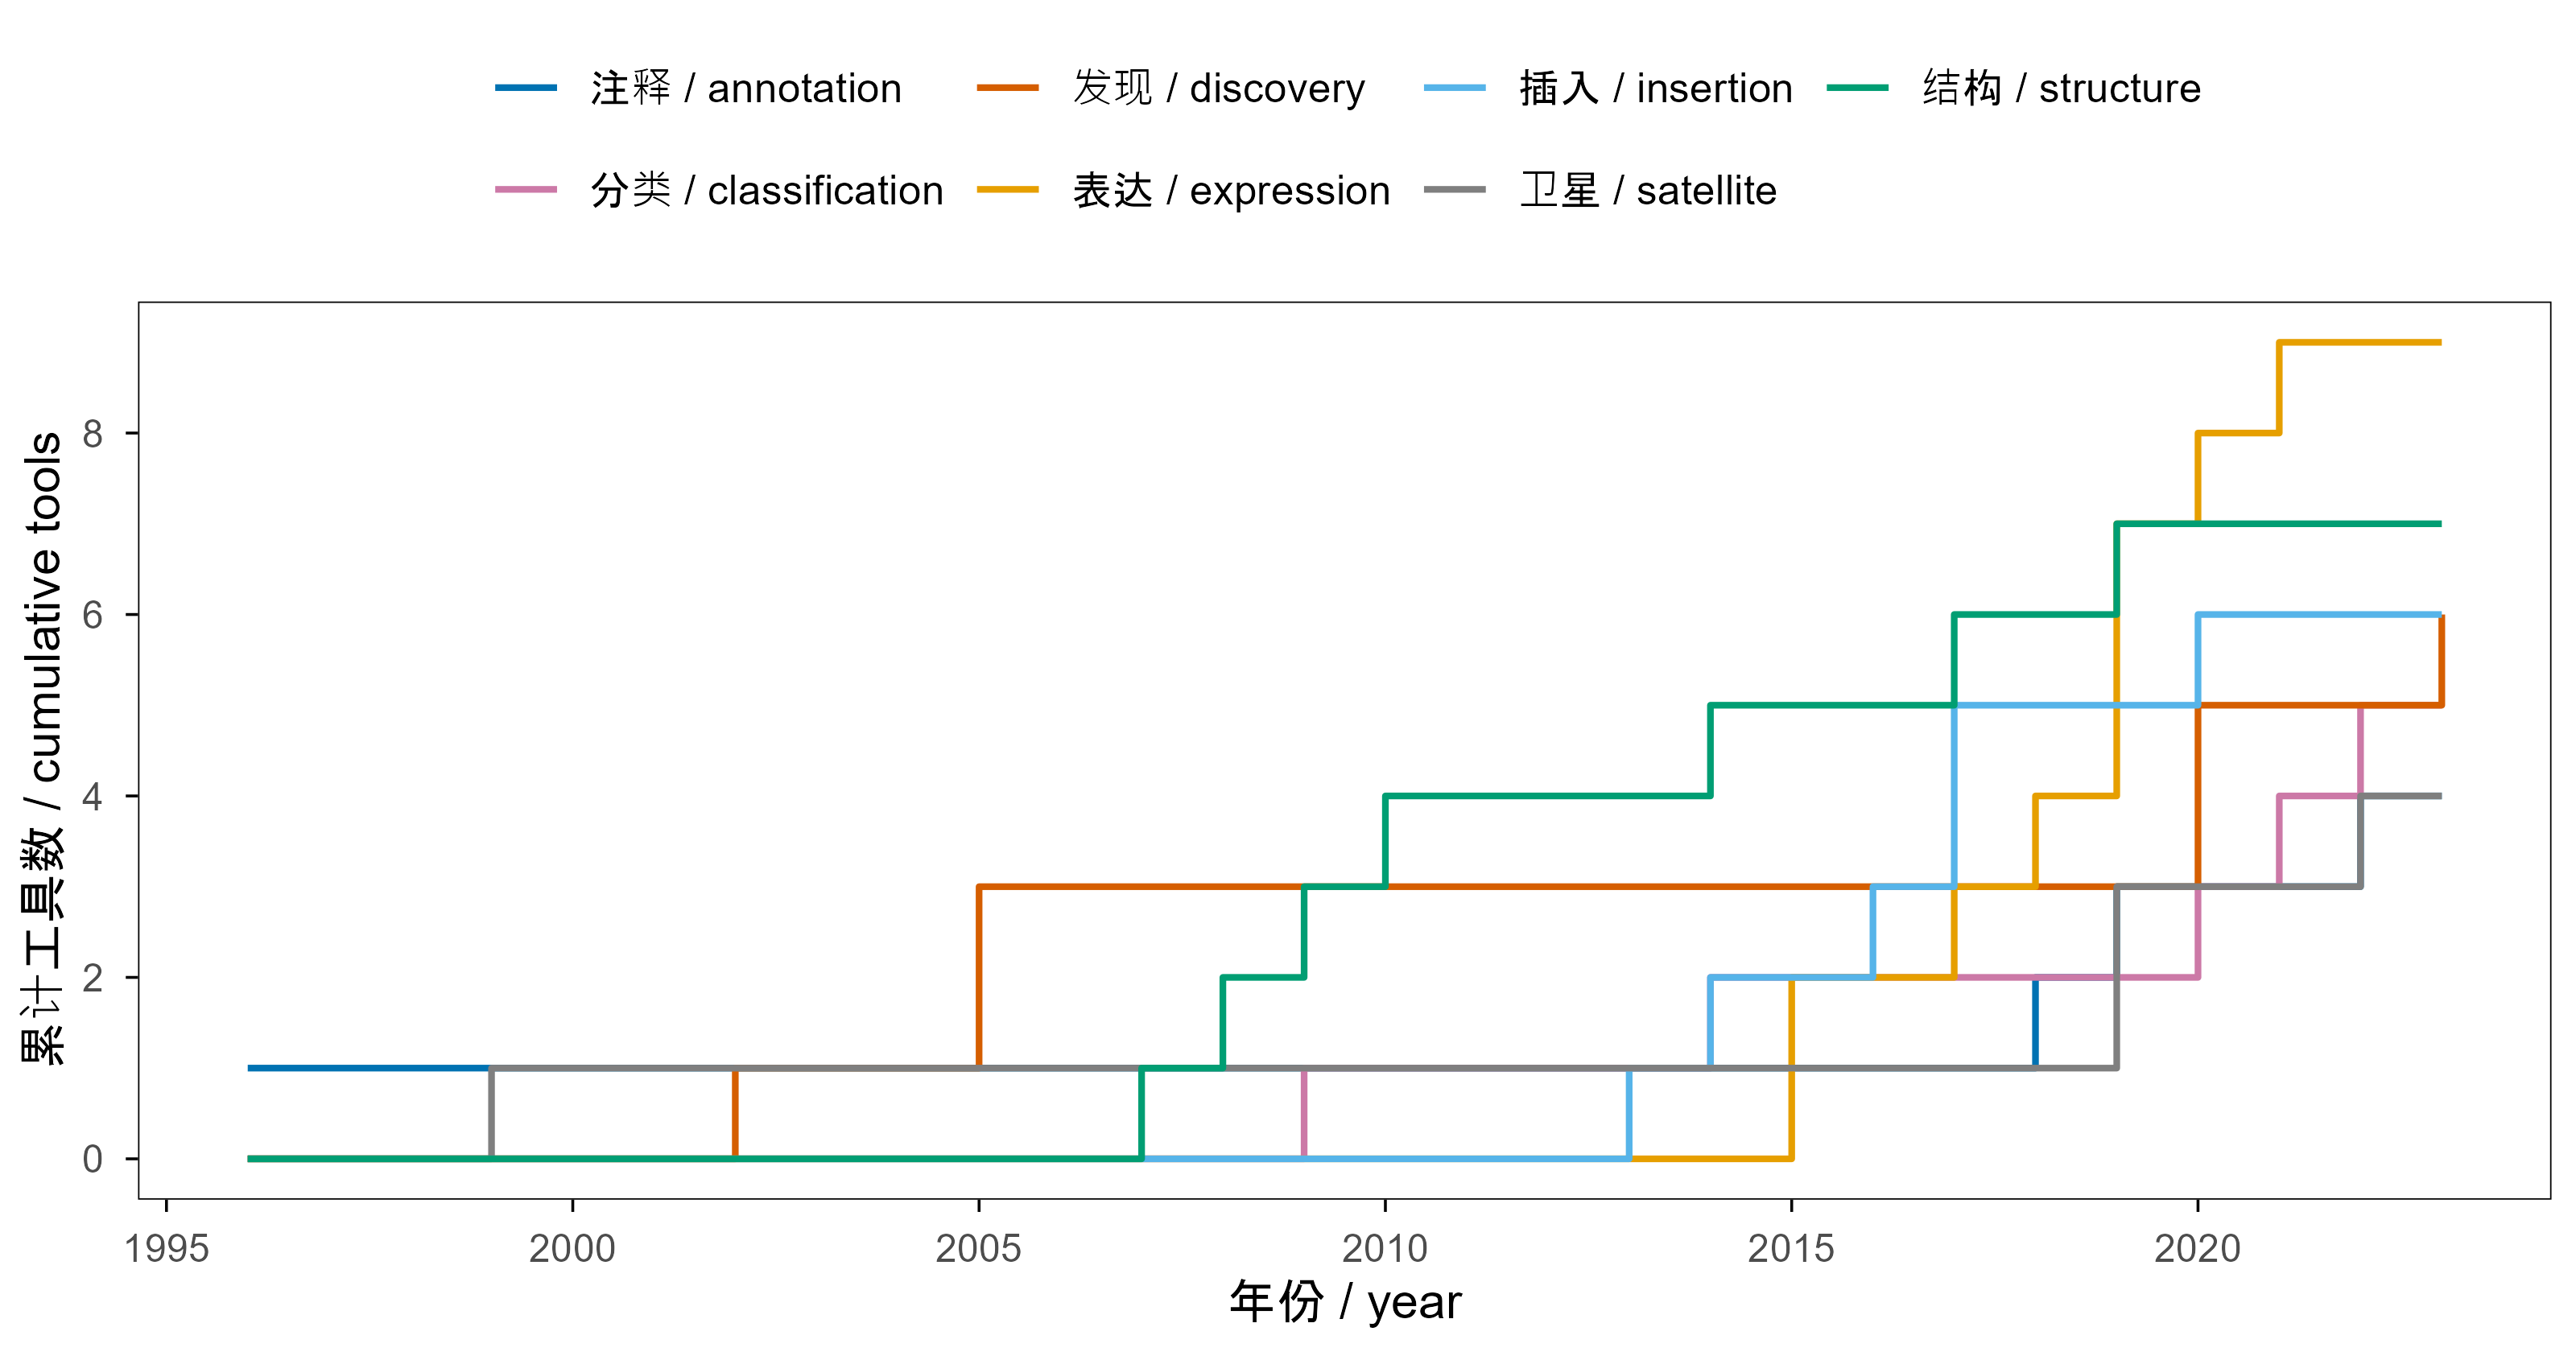 注释 / annotation 发现 / discovery 插入 / insertion 结构 / structure
分类 / classification 表达 / expression 卫星 / satellite
累计工具数 / cumulative tools
8
6
4
2
0
1995 2000 2005 2010 2015 2020
年份 / year